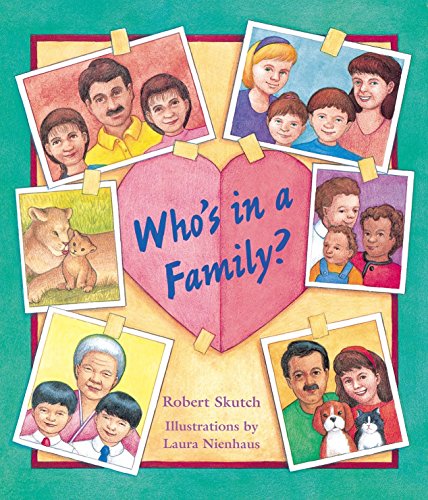 Who's in a
Family?
Robert Skutch
Illustrations by
Laura Nienhaus